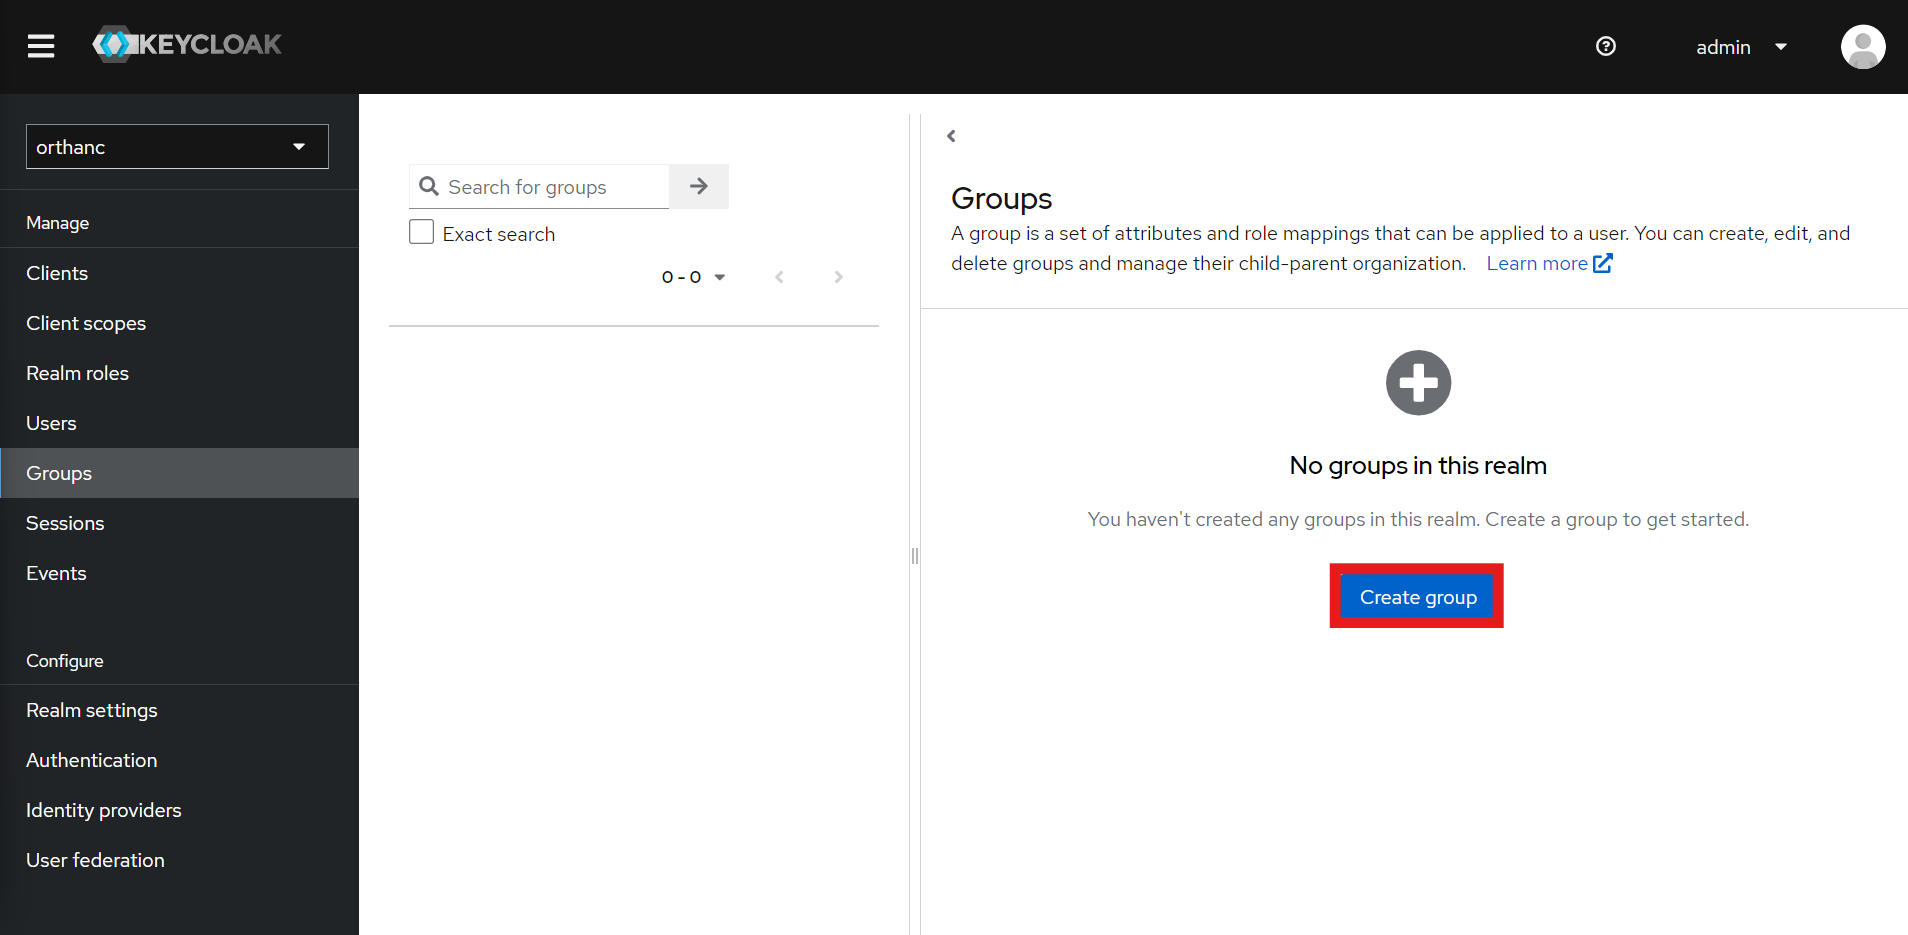 KEYCLOAK
admin
orthanc
Manage
Clients
Client scopes
Realm roles
Users
Groups
Sessions
Events
Configure
Realm settings
Authentication
Identity providers
User federation
Search for groups
Exact search
0 - 0
Groups
A group is a set of attributes and role mappings that can be applied to a user. You can create, edit, and
delete groups and manage their child-parent organization. Learn more
No groups in this realm
You haven't created any groups in this realm. Create a group to get started.
Create group